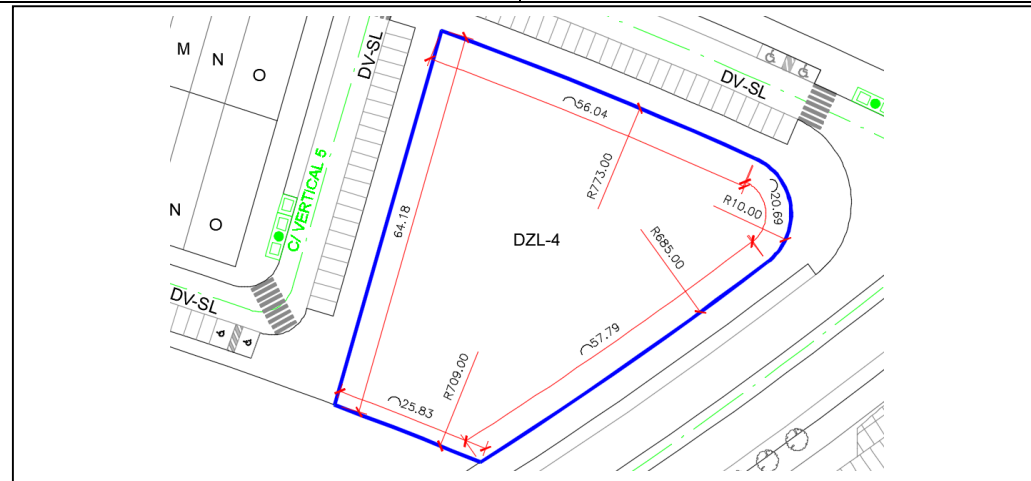 M
N
O
DV-SL
DV-SL
56.04
R773.00
20.69
R10.00
N
O
C/ VERTICAL 5
64.18
DZL-4
R685.00
DV-SL
57.79
R709.00
25.83